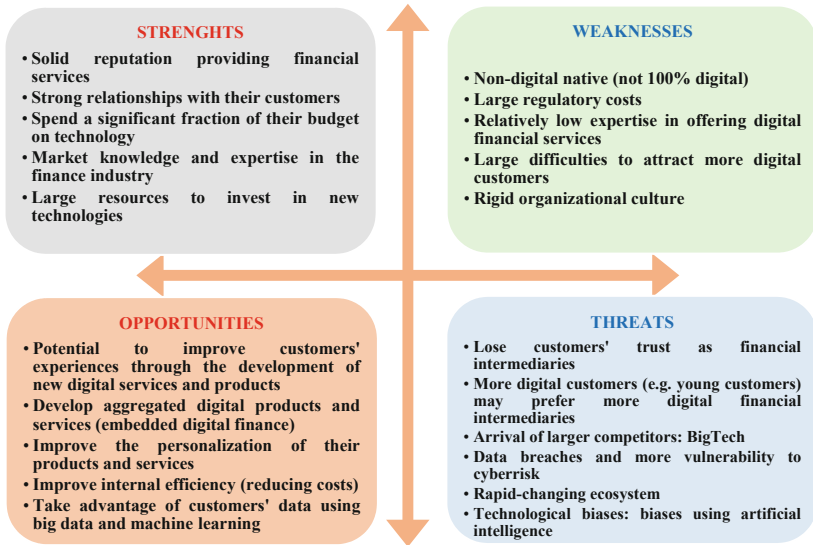 STRENGHTS
• Solid reputation providing financial
services
• Strong relationships with their customers
• Spend a significant fraction of their budget
on technology
• Market knowledge and expertise in the
finance industry
• Large resources to invest in new
technologies
WEAKNESSES
• Non-digital native (not 100% digital)
• Large regulatory costs
• Relatively low expertise in offering digital
financial services
• Large difficulties to attract more digital
customers
• Rigid organizational culture
OPPORTUNITIES
• Potential to improve customers'
experiences through the development of
new digital services and products
• Develop aggregated digital products and
services (embedded digital finance)
• Improve the personalization of their
products and services
• Improve internal efficiency (reducing costs)
• Take advantage of customers' data using
big data and machine learning
THREATS
• Lose customers' trust as financial
intermediaries
• More digital customers (e.g. young customers)
may prefer more digital financial
intermediaries
• Arrival of larger competitors: BigTech
• Data breaches and more vulnerability to
cyberrisk
• Rapid-changing ecosystem
• Technological biases: biases using artificial
intelligence